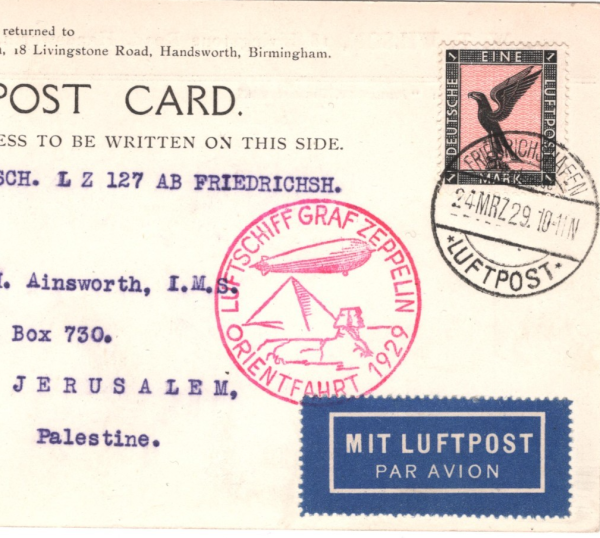 returned to
18 Livingstone Road, Handsworth, Birmingham.
POST CARD.
ESS TO BE WRITTEN ON THIS SIDE.
SCH. L Z 127 AB FRIEDRICHSH.
I. Ainsworth, I.M.S.
Box 730.
JERUSALEM,
Palestine.
LUFTSCHIFF GRAF ZEPPELIN
ORIENTFAHRT 1929
1 EINE 1
DEUTSCHE
LUFTPOST
MARK
FRIEDRICHSHAFEN
24MRZ29.10-11N
*LUFTPOST*
MIT LUFTPOST
PAR AVION